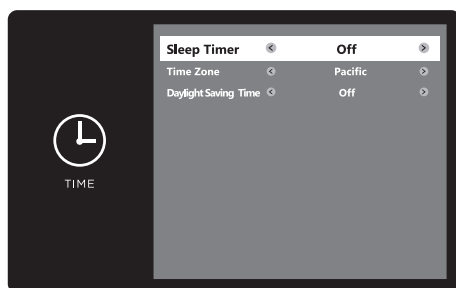 Sleep Timer < Off >
Time Zone < Pacific >
Daylight Saving Time < Off >
TIME